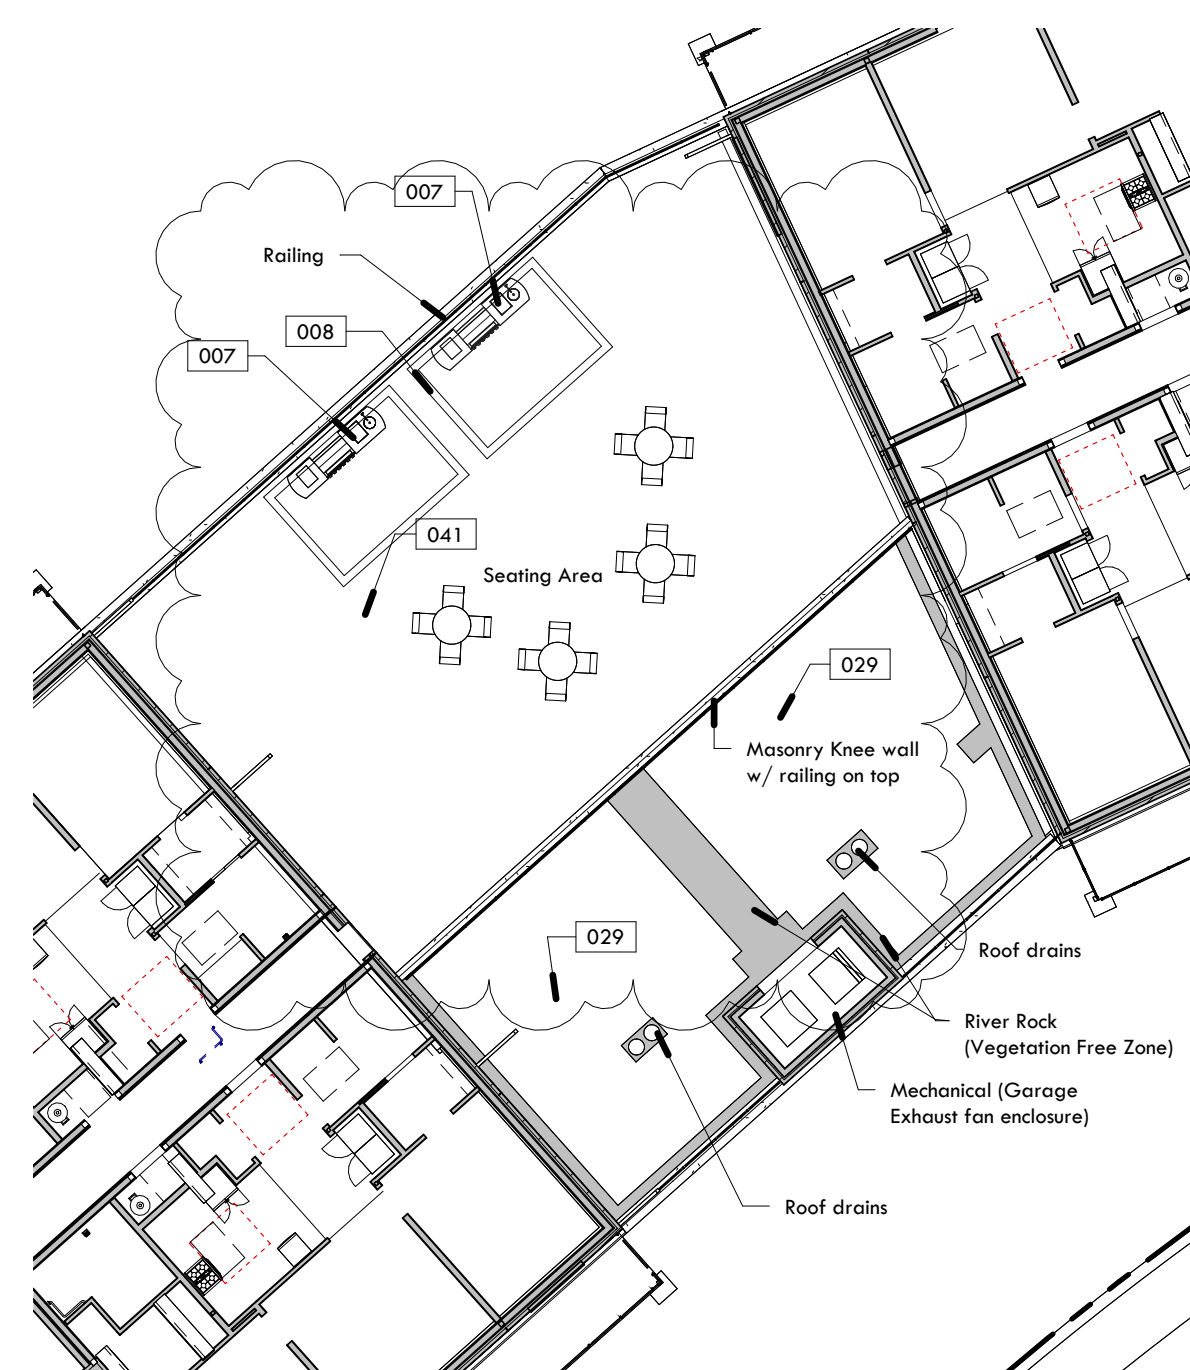 007
Railing
008
007
041
Seating Area
029
Masonry Knee wall
w/ railing on top
029
Roof drains
River Rock
(Vegetation Free Zone)
Mechanical (Garage
Exhaust fan enclosure)
Roof drains